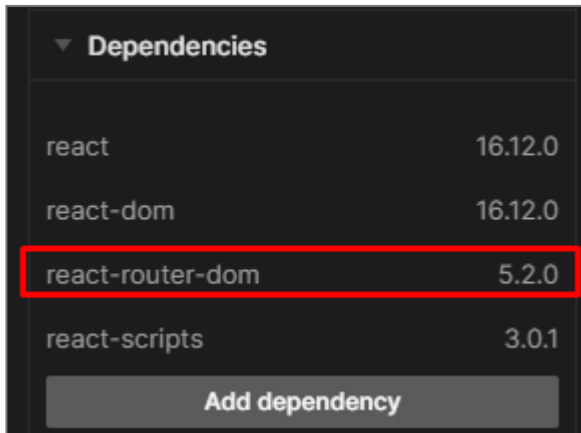 Dependencies
react 16.12.0
react-dom 16.12.0
react-router-dom 5.2.0
react-scripts 3.0.1
Add dependency